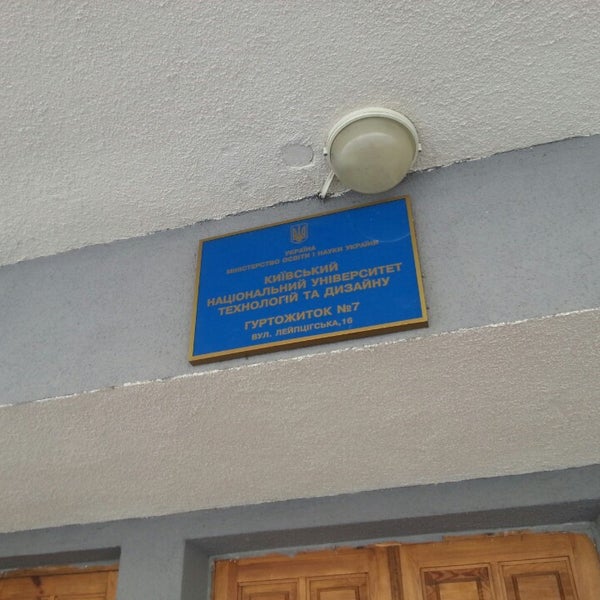 УКРАЇНА
МІНІСТЕРСТВО ОСВІТИ І НАУКИ УКРАЇНИ
КИЇВСЬКИЙ
НАЦІОНАЛЬНИЙ УНІВЕРСИТЕТ
ТЕХНОЛОГІЙ ТА ДИЗАЙНУ
ГУРТОЖИТОК №7
ВУЛ. ЛЕЙПЦІГСЬКА, 16